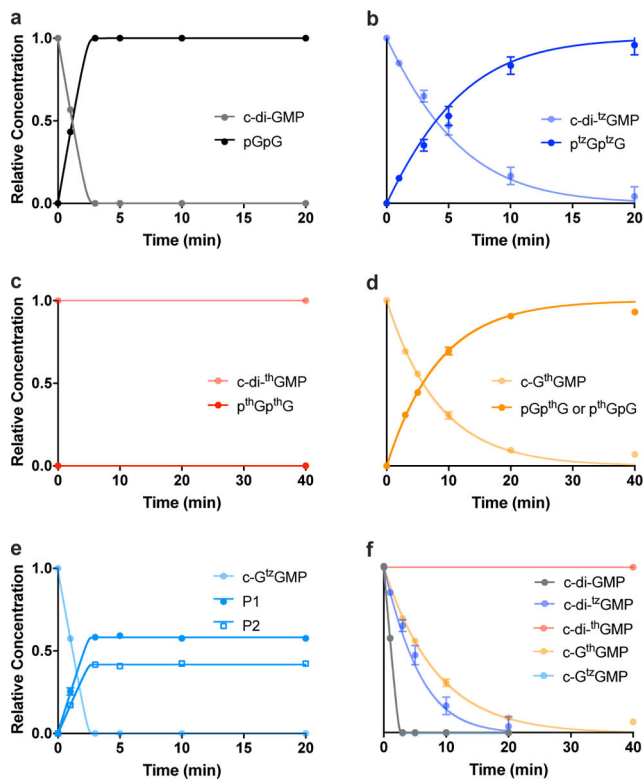 a
Relative Concentration
1.0
0.5
0.0
c-di-GMP
pGpG
0 5 10 15 20
Time (min)
b
c-di-ᵗᶻGMP
pᵗᶻGpᵗᶻG
0 5 10 15 20
Time (min)
c
Relative Concentration
1.0
0.5
0.0
c-di-ᵗʰGMP
pᵗʰGpᵗʰG
0 10 20 30 40
Time (min)
d
c-GᵗʰGMP
pGpᵗʰG or pᵗʰGpG
0 10 20 30 40
Time (min)
e
Relative Concentration
1.0
0.5
0.0
c-GᵗᶻGMP
P1
P2
0 5 10 15 20
Time (min)
f
c-di-GMP
c-di-ᵗᶻGMP
c-di-ᵗʰGMP
c-GᵗʰGMP
c-GᵗᶻGMP
0 10 20 30 40
Time (min)